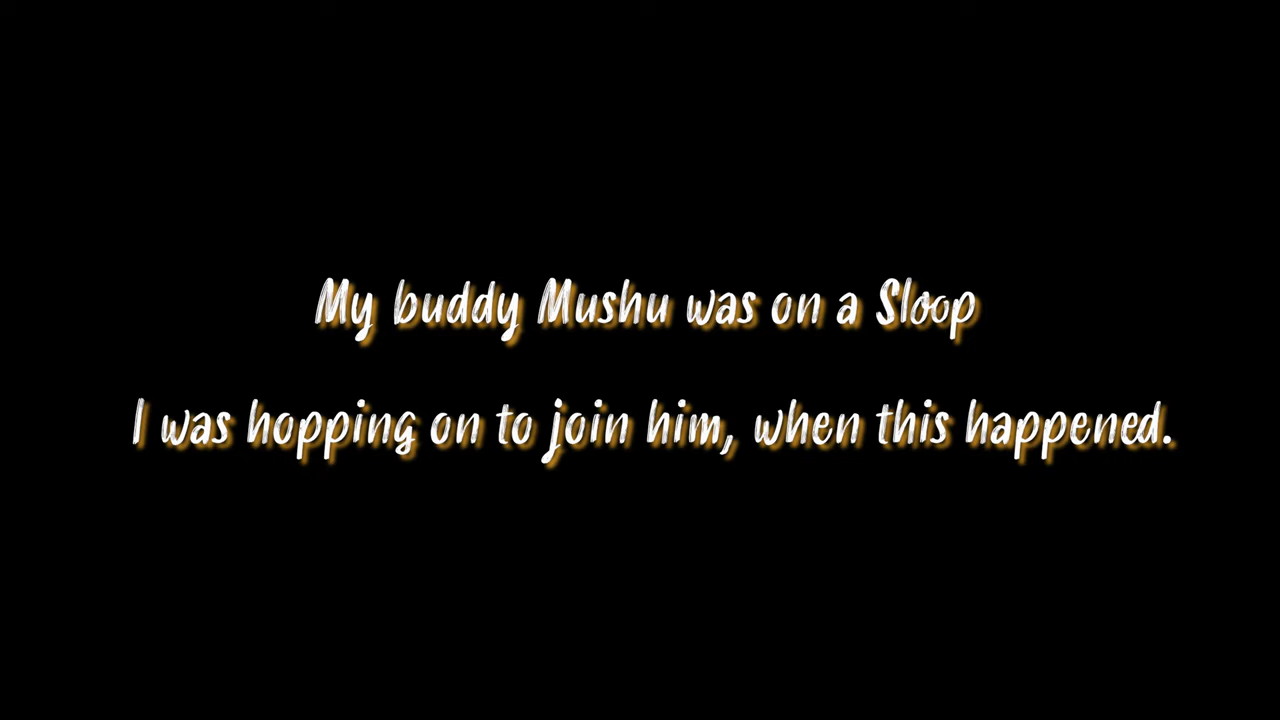 My buddy Mushu was on a Sloop
I was hopping on to join him, when this happened.